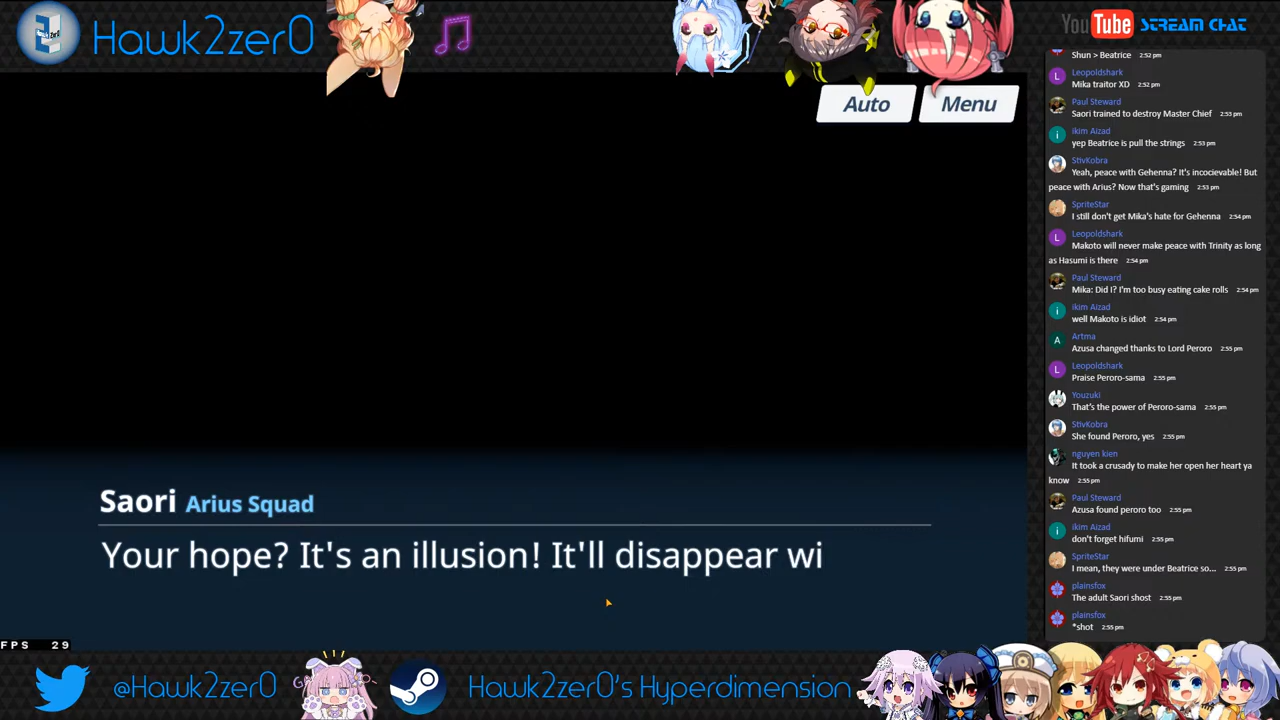 Hawk2zer0
YouTube STREAM CHAT
Auto
Menu
Shun > Beatrice 2:52 pm
Leopoldshark
Mika traitor XD 2:52 pm
Paul Steward
Saori trained to destroy Master Chief 2:53 pm
ikim Aizad
yep Beatrice is pull the strings 2:53 pm
StivKobra
Yeah, peace with Gehenna? It's incocievable! But
peace with Arius? Now that's gaming 2:53 pm
SpriteStar
I still don't get Mika's hate for Gehenna 2:54 pm
Leopoldshark
Makoto will never make peace with Trinity as long
as Hasumi is there 2:54 pm
Paul Steward
Mika: Did I? I'm too busy eating cake rolls 2:54 pm
ikim Aizad
well Makoto is idiot 2:54 pm
Artma
Azusa changed thanks to Lord Peroro 2:55 pm
Leopoldshark
Praise Peroro-sama 2:55 pm
Youzuki
That's the power of Peroro-sama 2:55 pm
StivKobra
She found Peroro, yes 2:55 pm
nguyen kien
It took a crusady to make her open her heart ya
know 2:55 pm
Paul Steward
Azusa found peroro too 2:55 pm
ikim Aizad
don't forget hifumi 2:55 pm
SpriteStar
I mean, they were under Beatrice so... 2:55 pm
plainsfox
The adult Saori shost 2:55 pm
plainsfox
*shot 2:55 pm
Saori Arius Squad
Your hope? It's an illusion! It'll disappear wi
FPS 29
@Hawk2zer0
Hawk2zer0's Hyperdimension